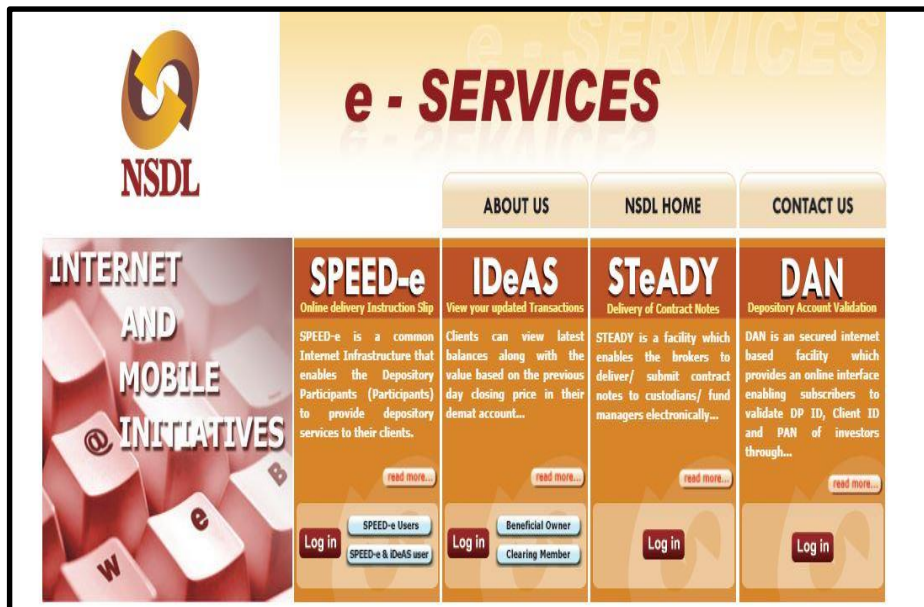 e - SERVICES
e - SERVICES
NSDL
ABOUT US
NSDL HOME
CONTACT US
INTERNET
AND
MOBILE
INITIATIVES
@
w
e
B
SPEED-e
Online delivery Instruction Slip
SPEED-e is a common
Internet Infrastructure that
enables the Depository
Participants (Participants)
to provide depository
services to their clients.
read more...
Log in
SPEED-e Users
SPEED-e & iDeAS user
IDeAS
View your updated Transactions
Clients can view latest
balances along with the
value based on the previous
day closing price in their
demat account...
read more...
Log in
Beneficial Owner
Clearing Member
STeADY
Delivery of Contract Notes
STEADY is a facility which
enables the brokers to
deliver/ submit contract
notes to custodians/ fund
managers electronically...
read more...
Log in
DAN
Depository Account Validation
DAN is an secured internet
based facility which
provides an online interface
enabling subscribers to
validate DP ID, Client ID
and PAN of investors
through...
read more...
Log in